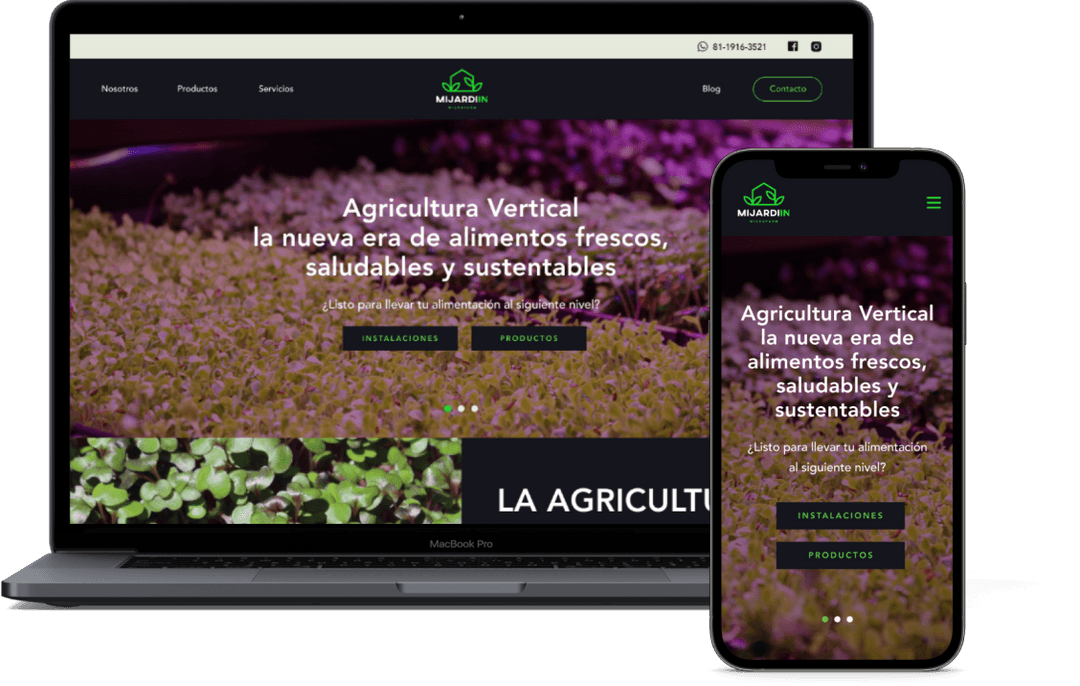 81-1916-3521
Nosotros
Productos
Servicios
MIJARDIIN
Blog
Contacto
Agricultura Vertical
la nueva era de alimentos frescos,
saludables y sustentables
¿Listo para llevar tu alimentación al siguiente nivel?
INSTALACIONES
PRODUCTOS
LA AGRICULTU
MacBook Pro
MIJARDIIN
Agricultura Vertical
la nueva era de
alimentos frescos,
saludables y
sustentables
¿Listo para llevar tu alimentación
al siguiente nivel?
INSTALACIONES
PRODUCTOS